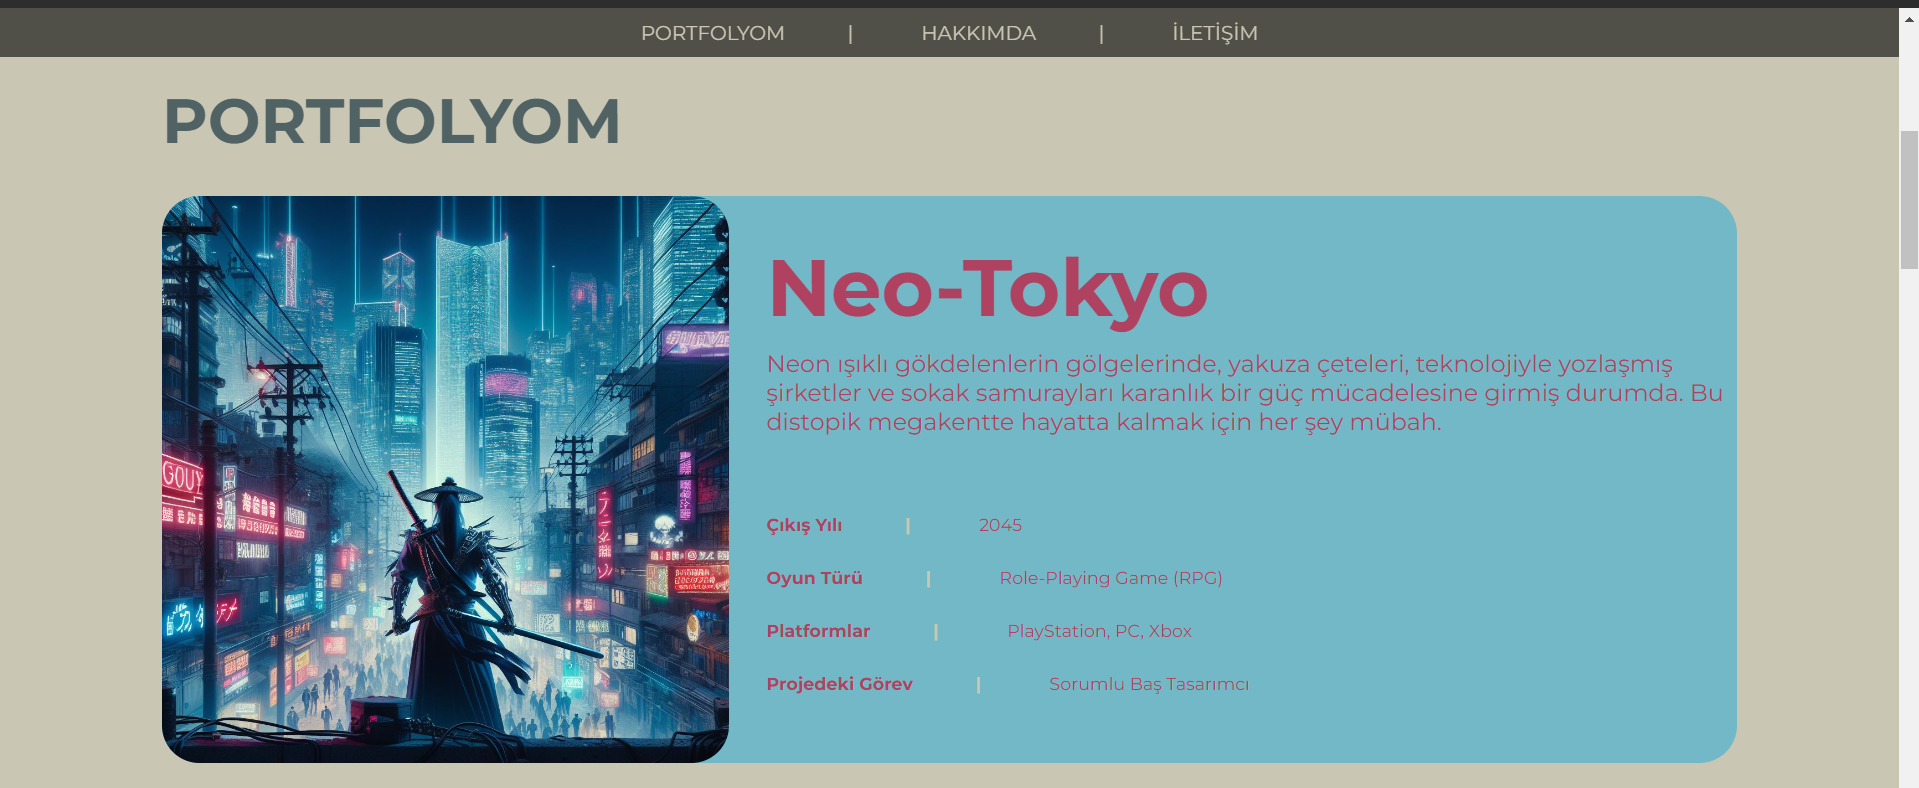 PORTFOLYOM | HAKKIMDA | İLETİŞİM
PORTFOLYOM
Neo-Tokyo
Neon ışıklı gökdelenlerin gölgelerinde, yakuza çeteleri, teknolojiyle yozlaşmış
şirketler ve sokak samurayları karanlık bir güç mücadelesine girmiş durumda. Bu
distopik megakentte hayatta kalmak için her şey mübah.
Çıkış Yılı | 2045
Oyun Türü | Role-Playing Game (RPG)
Platformlar | PlayStation, PC, Xbox
Projedeki Görev | Sorumlu Baş Tasarımcı
GOUY